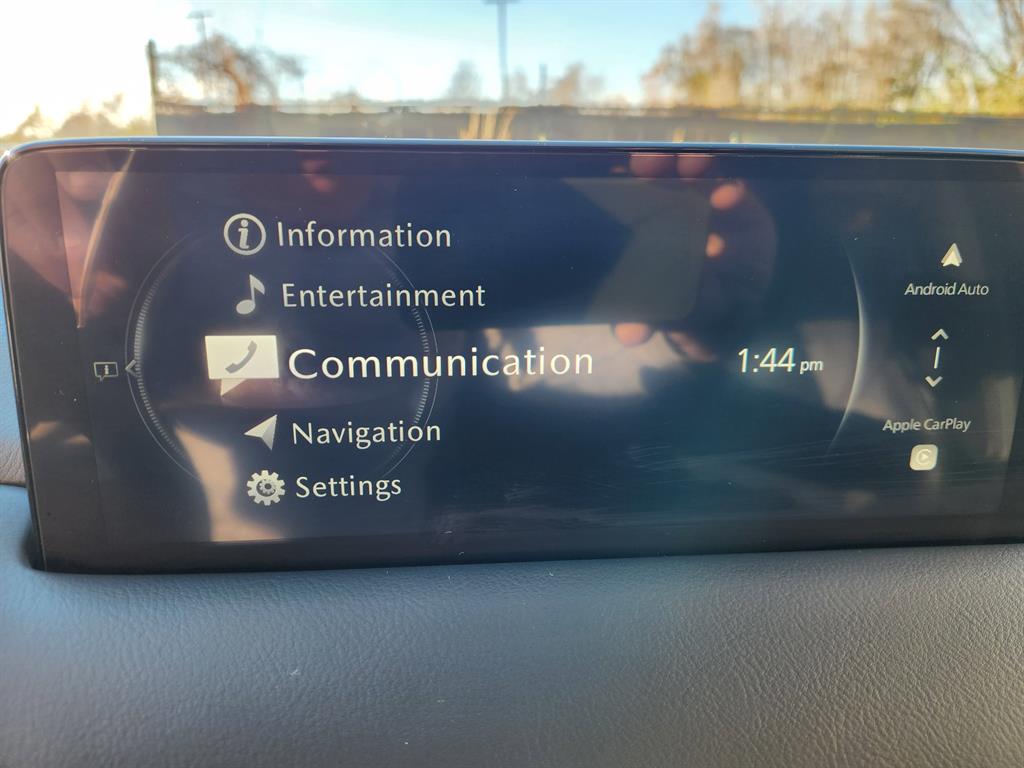 Information
Entertainment
Communication
Navigation
Settings
1:44 pm
Android Auto
Apple CarPlay